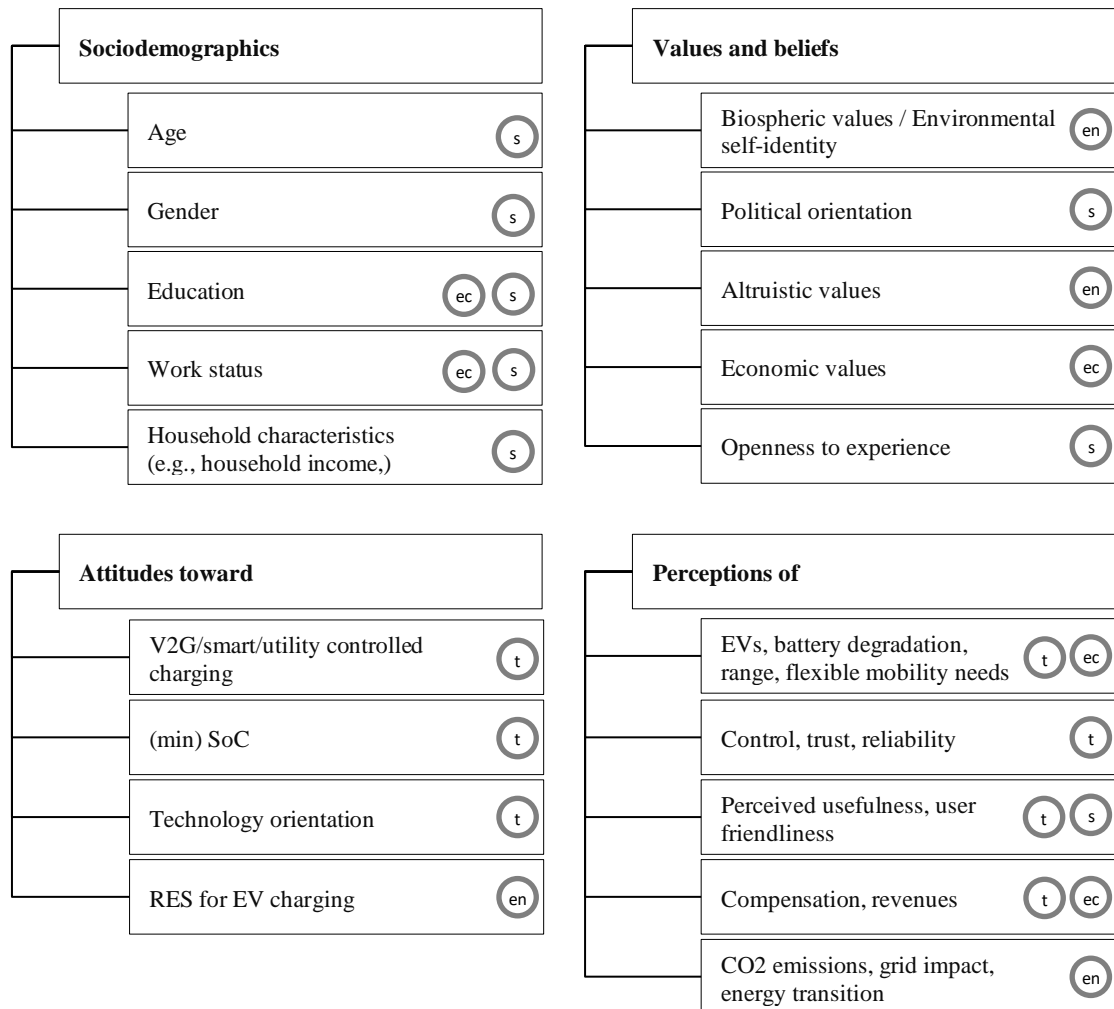 Sociodemographics
Age
s
Gender
s
Education
ec
s
Work status
ec
s
Household characteristics
(e.g., household income,)
s
Values and beliefs
Biospheric values / Environmental
self-identity
en
Political orientation
s
Altruistic values
en
Economic values
ec
Openness to experience
s
Attitudes toward
V2G/smart/utility controlled
charging
t
(min) SoC
t
Technology orientation
t
RES for EV charging
en
Perceptions of
EVs, battery degradation,
range, flexible mobility needs
t
ec
Control, trust, reliability
t
Perceived usefulness, user
friendliness
t
s
Compensation, revenues
t
ec
CO2 emissions, grid impact,
energy transition
en